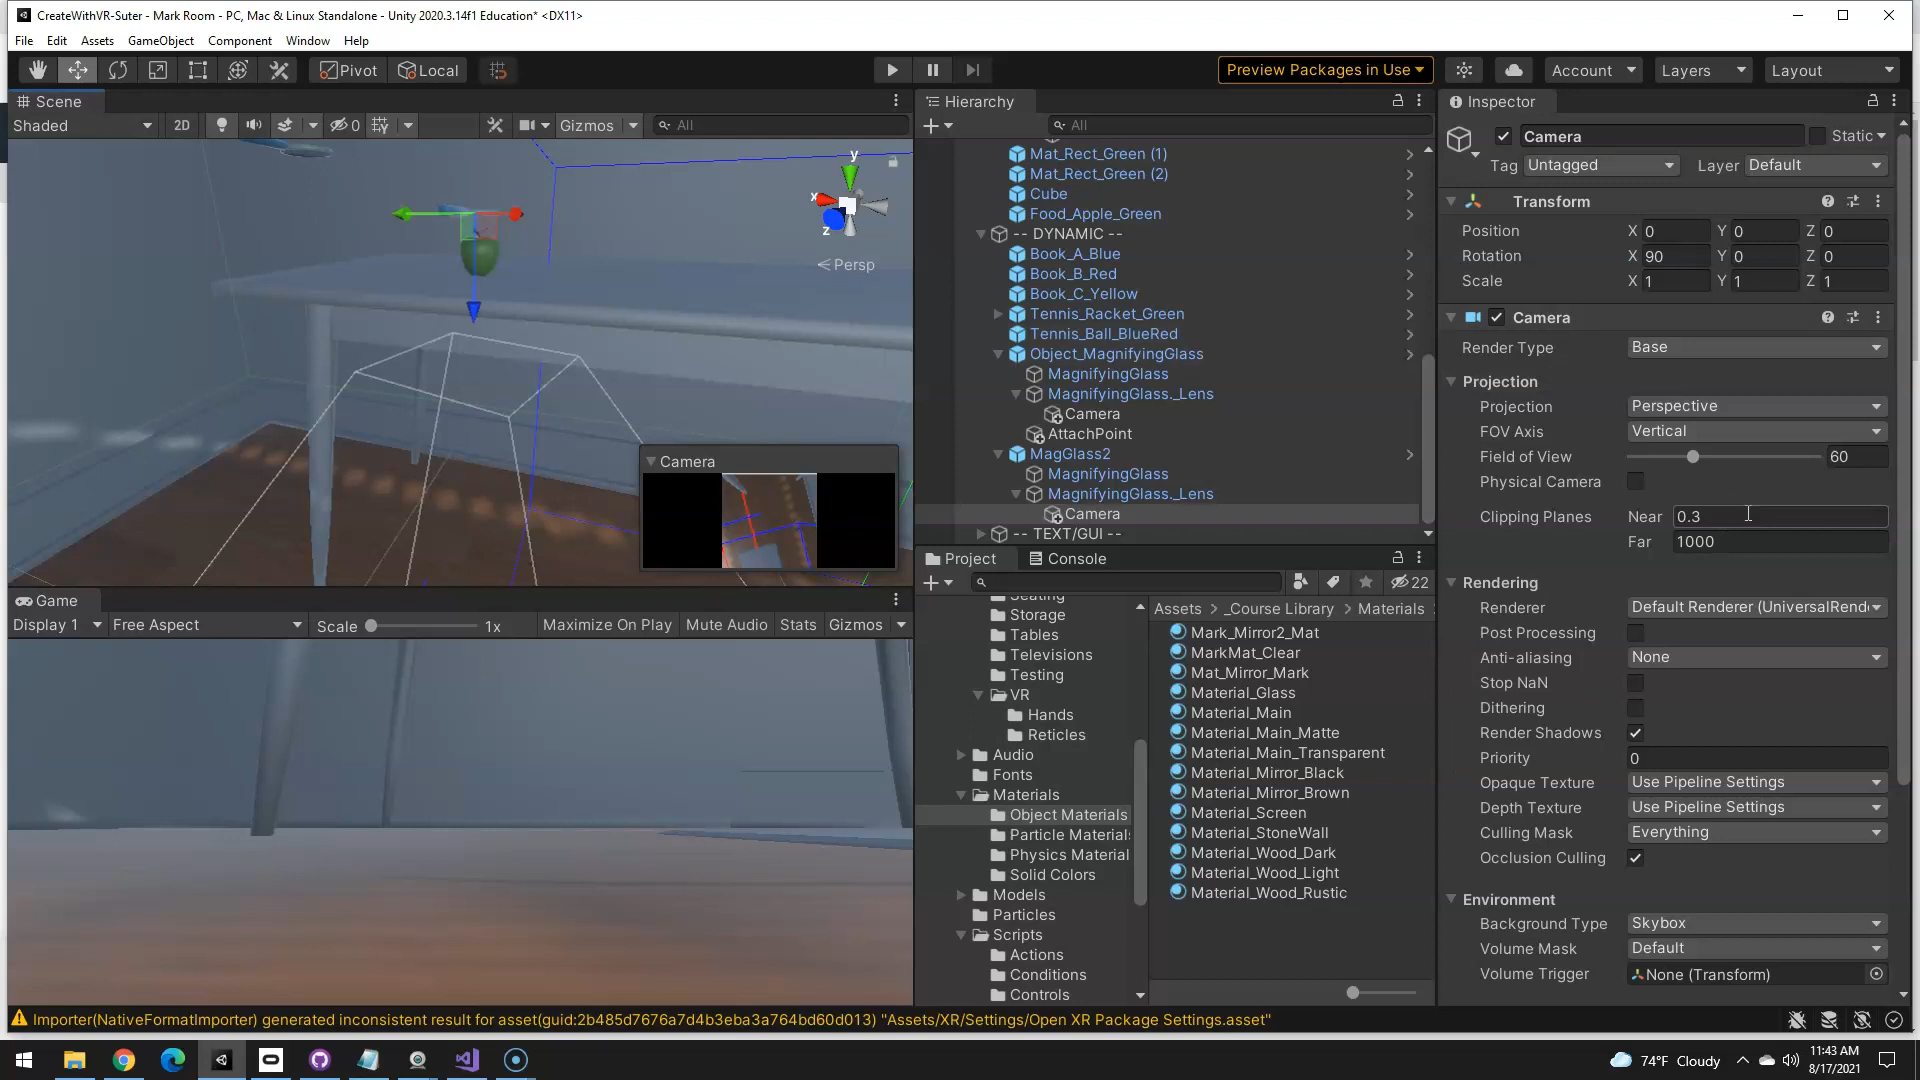 CreateWithVR-Suter - Mark Room - PC, Mac & Linux Standalone - Unity 2020.3.14f1 Education* <DX11>
File Edit Assets GameObject Component Window Help
Pivot Local Preview Packages in Use Account Layers Layout
Scene
Shaded 2D 0 Gizmos All
y
x
z
Persp
Camera
Game
Display 1 Free Aspect Scale 1x Maximize On Play Mute Audio Stats Gizmos
Hierarchy
All
Mat_Rect_Green (1)
Mat_Rect_Green (2)
Cube
Food_Apple_Green
-- DYNAMIC --
Book_A_Blue
Book_B_Red
Book_C_Yellow
Tennis_Racket_Green
Tennis_Ball_BlueRed
Object_MagnifyingGlass
MagnifyingGlass
MagnifyingGlass._Lens
Camera
AttachPoint
MagGlass2
MagnifyingGlass
MagnifyingGlass._Lens
Camera
-- TEXT/GUI --
Project Console
22
Seating
Storage
Tables
Televisions
Testing
VR
Hands
Reticles
Audio
Fonts
Materials
Object Materials
Particle Materials
Physics Material
Solid Colors
Models
Particles
Scripts
Actions
Conditions
Controls
Assets > _Course Library > Materials
Mark_Mirror2_Mat
MarkMat_Clear
Mat_Mirror_Mark
Material_Glass
Material_Main
Material_Main_Matte
Material_Main_Transparent
Material_Mirror_Black
Material_Mirror_Brown
Material_Screen
Material_StoneWall
Material_Wood_Dark
Material_Wood_Light
Material_Wood_Rustic
Inspector
Camera Static
Tag Untagged Layer Default
Transform
Position X 0 Y 0 Z 0
Rotation X 90 Y 0 Z 0
Scale X 1 Y 1 Z 1
Camera
Render Type Base
Projection
Projection Perspective
FOV Axis Vertical
Field of View 60
Physical Camera
Clipping Planes Near 0.3
Far 1000
Rendering
Renderer Default Renderer (UniversalRend
Post Processing
Anti-aliasing None
Stop NaN
Dithering
Render Shadows
Priority 0
Opaque Texture Use Pipeline Settings
Depth Texture Use Pipeline Settings
Culling Mask Everything
Occlusion Culling
Environment
Background Type Skybox
Volume Mask Default
Volume Trigger None (Transform)
Importer(NativeFormatImporter) generated inconsistent result for asset(guid:2b485d7676a7d4b3eba3a764bd60d013) "Assets/XR/Settings/Open XR Package Settings.asset"
74°F Cloudy
11:43 AM
8/17/2021